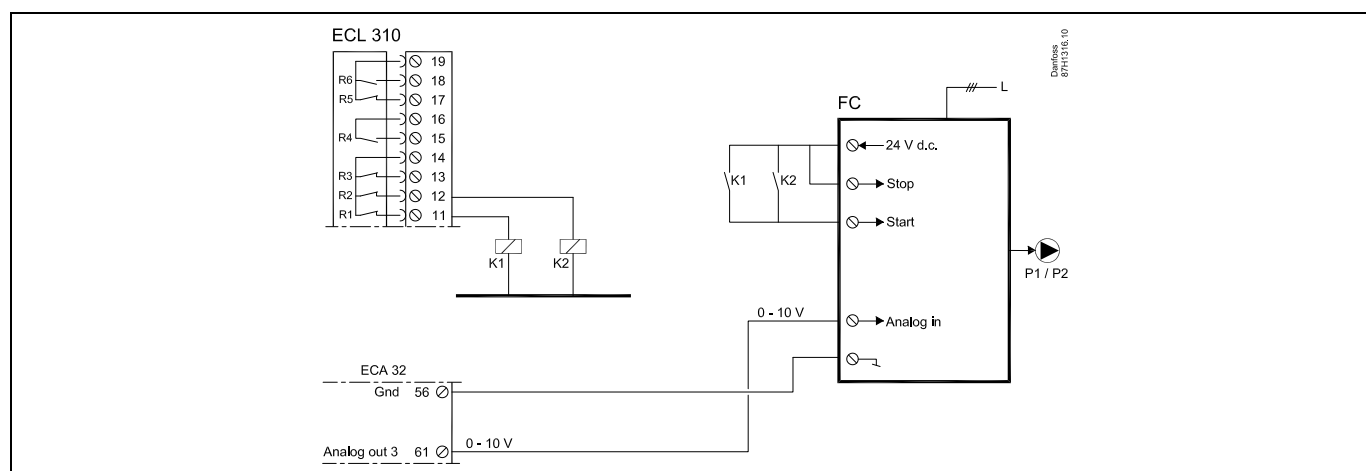 ECL 310
19
R6 18
R5 17
16
R4 15
14
R3 13
R2 12
R1 11
K1 K2
Danfoss
87H1316.10
L
FC
24 V d.c.
K1 K2
Stop
Start
P1 / P2
0 - 10 V
Analog in
ECA 32
Gnd 56
Analog out 3 61 0 - 10 V